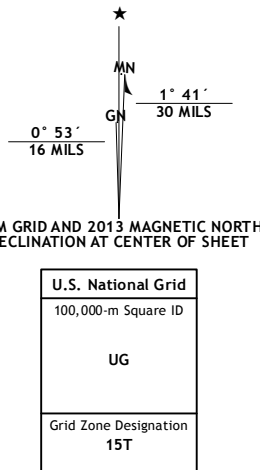 ★
MN
1° 41´
30 MILS
GN
0° 53´
16 MILS
M GRID AND 2013 MAGNETIC NORTH
ECLINATION AT CENTER OF SHEET
U.S. National Grid
100,000-m Square ID
UG
Grid Zone Designation
15T